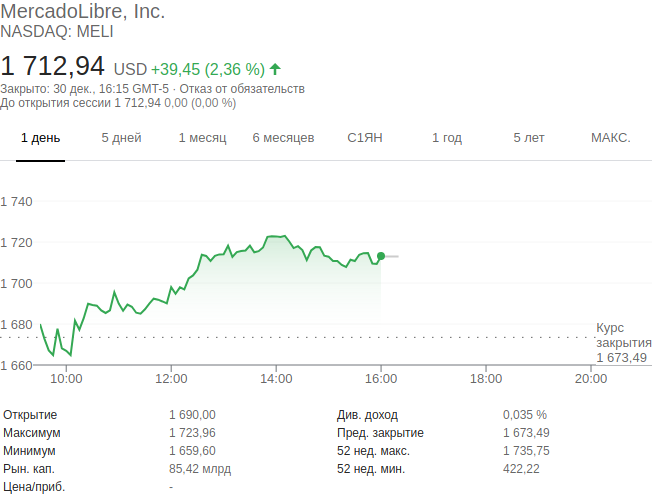 MercadoLibre, Inc.
NASDAQ: MELI
1 712,94 USD +39,45 (2,36 %)
Закрыто: 30 дек., 16:15 GMT-5 · Отказ от обязательств
До открытия сессии 1 712,94 0,00 (0,00 %)
1 день 5 дней 1 месяц 6 месяцев С1ЯН 1 год 5 лет МАКС.
1 740
1 720
1 700
1 680
1 660
Курс
закрытия
1 673,49
10:00 12:00 14:00 16:00 18:00 20:00
Открытие 1 690,00 Див. доход 0,035 %
Максимум 1 723,96 Пред. закрытие 1 673,49
Минимум 1 659,60 52 нед. макс. 1 735,75
Рын. кап. 85,42 млрд 52 нед. мин. 422,22
Цена/приб. -